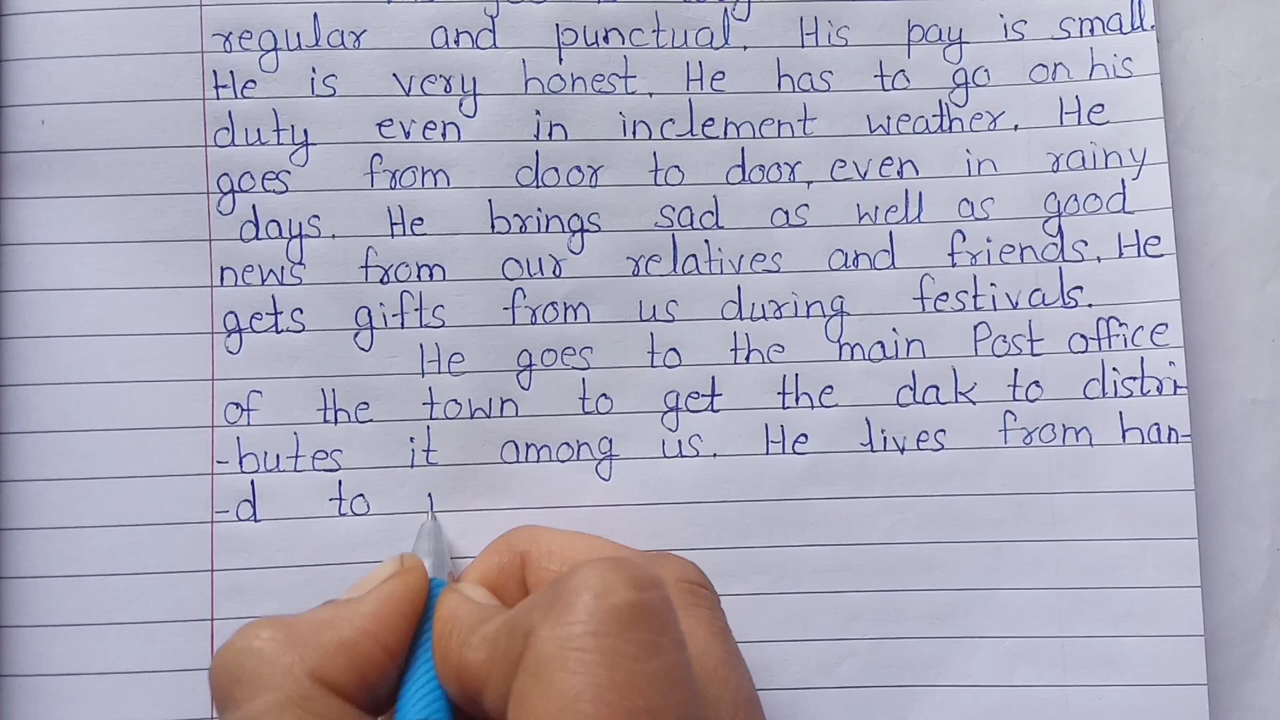 regular and punctual. His pay is small.
He is very honest. He has to go on his
duty even in inclement weather. He
goes from door to door, even in rainy
days. He brings sad as well as good
news from our relatives and friends. He
gets gifts from us during festivals.
He goes to the main Post office
of the town to get the dak to distri-
-butes it among us. He lives from han-
-d to